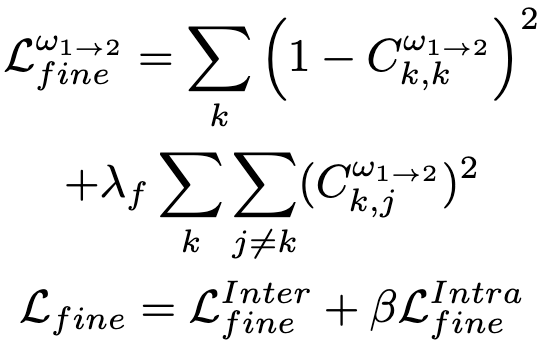 \mathcal{L}_{fine}^{\omega_{1 \to 2}} = \sum_{k} \left(1 - C_{k,k}^{\omega_{1 \to 2}}\right)^2
+ \lambda_f \sum_{k} \sum_{j \neq k} (C_{k,j}^{\omega_{1 \to 2}})^2
\mathcal{L}_{fine} = \mathcal{L}_{fine}^{Inter} + \beta \mathcal{L}_{fine}^{Intra}